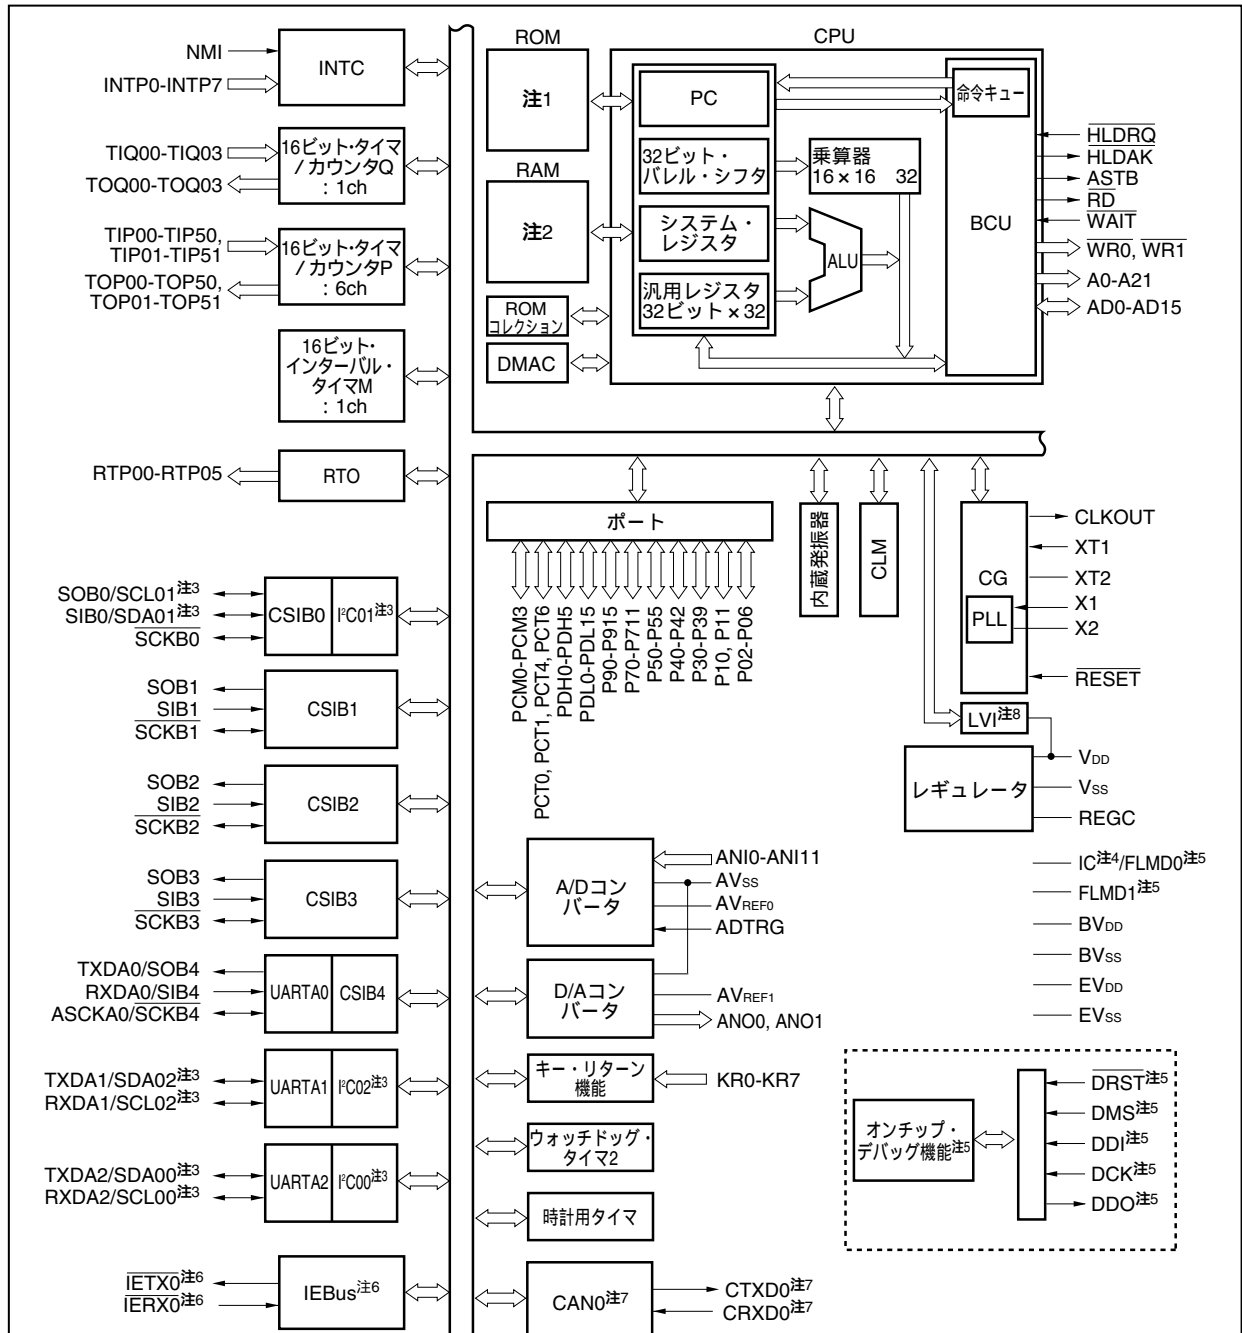 NMI
INTP0-INTP7
INTC
TIQ00-TIQ03
TOQ00-TOQ03
16ビット・タイマ
/ カウンタQ
: 1ch
TIP00-TIP50,
TIP01-TIP51
TOP00-TOP50,
TOP01-TOP51
16ビット・タイマ
/ カウンタP
: 6ch
16ビット・
インターバル・
タイマM
: 1ch
RTP00-RTP05
RTO
SOB0/SCL01注3
SIB0/SDA01注3
SCKB0
CSIB0
I²C01注3
SOB1
SIB1
SCKB1
CSIB1
SOB2
SIB2
SCKB2
CSIB2
SOB3
SIB3
SCKB3
CSIB3
TXDA0/SOB4
RXDA0/SIB4
ASCKA0/SCKB4
UARTA0
CSIB4
TXDA1/SDA02注3
RXDA1/SCL02注3
UARTA1
I²C02注3
TXDA2/SDA00注3
RXDA2/SCL00注3
UARTA2
I²C00注3
IETX0注6
IERX0注6
IEBus注6
ROM
注1
RAM
注2
ROM
コレクション
DMAC
CPU
PC
32ビット・
バレル・シフタ
システム・
レジスタ
汎用レジスタ
32ビット×32
乗算器
16×16 32
ALU
命令キュー
BCU
HLDRQ
HLDAK
ASTB
RD
WAIT
WR0, WR1
A0-A21
AD0-AD15
ポート
PCM0-PCM3
PCT0, PCT1, PCT4, PCT6
PDH0-PDH5
PDL0-PDL15
P90-P915
P70-P711
P50-P55
P40-P42
P30-P39
P10, P11
P02-P06
内蔵発振器
CLM
CG
PLL
CLKOUT
XT1
XT2
X1
X2
RESET
LVI注8
レギュレータ
VDD
VSS
REGC
IC注4/FLMD0注5
FLMD1注5
BVDD
BVSS
EVDD
EVSS
A/Dコン
バータ
ANI0-ANI11
AVSS
AVREF0
ADTRG
D/Aコン
バータ
AVREF1
ANO0, ANO1
キー・リターン
機能
KR0-KR7
ウォッチドッグ・
タイマ2
時計用タイマ
CAN0注7
CTXD0注7
CRXD0注7
オンチップ・
デバッグ機能注5
DRST注5
DMS注5
DDI注5
DCK注5
DDO注5